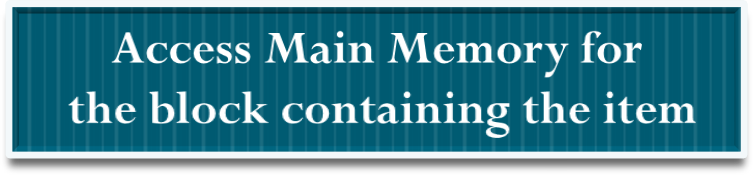 Access Main Memory for
the block containing the item